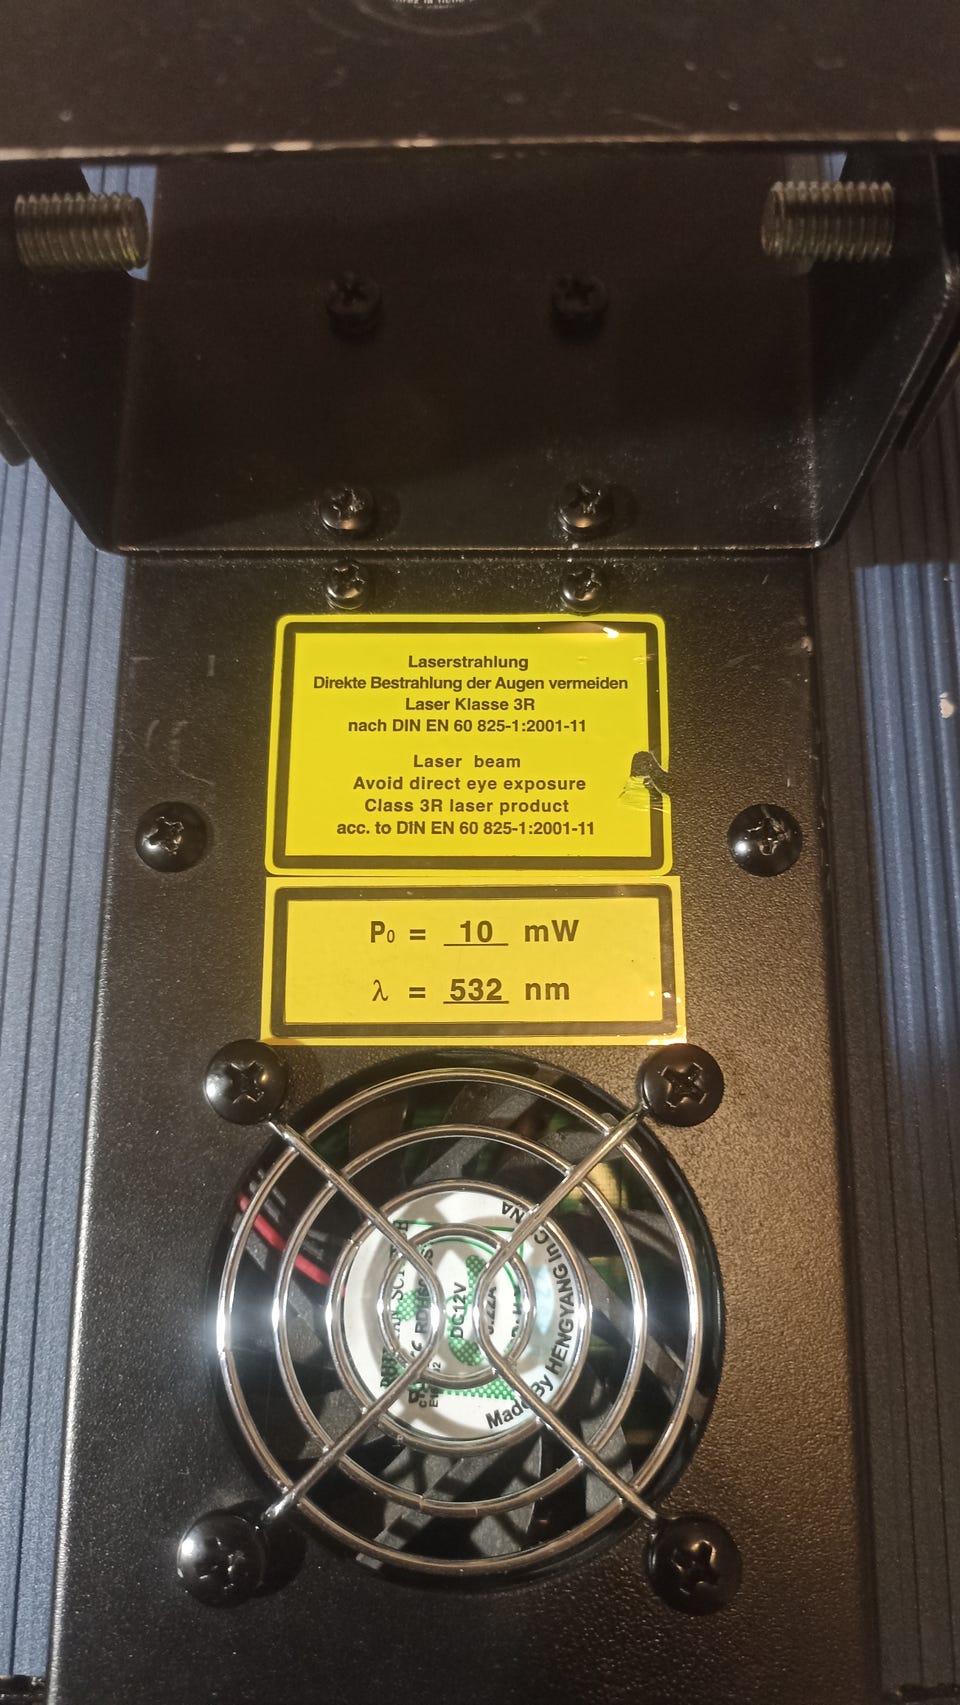 Laserstrahlung
Direkte Bestrahlung der Augen vermeiden
Laser Klasse 3R
nach DIN EN 60 825-1:2001-11
Laser beam
Avoid direct eye exposure
Class 3R laser product
acc. to DIN EN 60 825-1:2001-11
P0 = 10 mW
λ = 532 nm
DC12V
Made By HENGYANG In CHINA